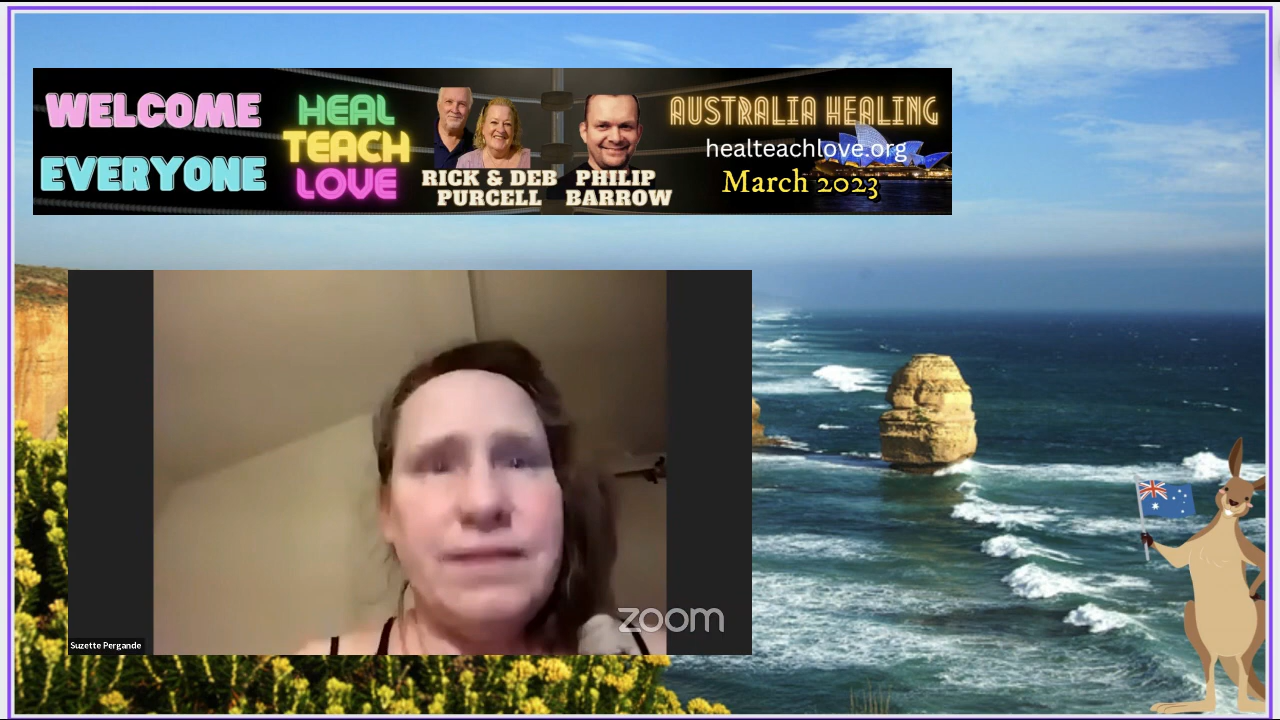 WELCOME
EVERYONE
HEAL
TEACH
LOVE
RICK & DEB
PURCELL
PHILIP
BARROW
AUSTRALIA HEALING
healteachlove.org
March 2023
zoom
Suzette Pergande